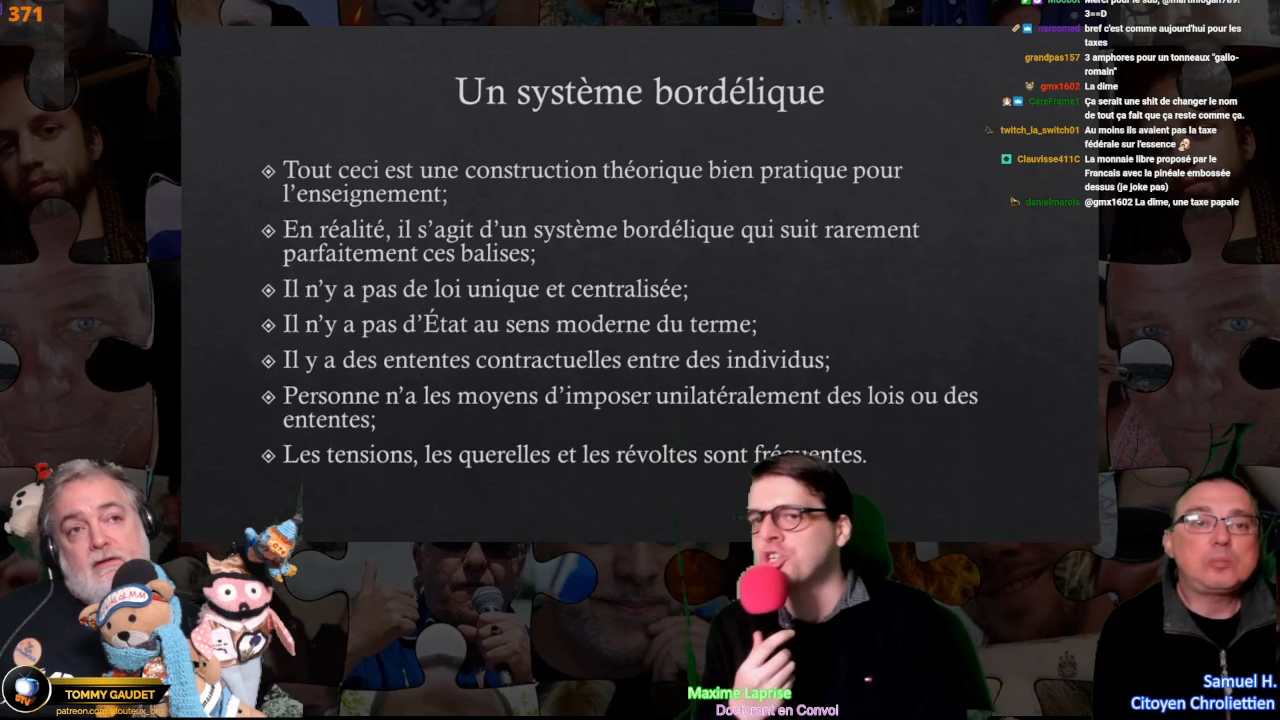 371
Un système bordélique
Tout ceci est une construction théorique bien pratique pour
l'enseignement;
En réalité, il s'agit d'un système bordélique qui suit rarement
parfaitement ces balises;
Il n'y a pas de loi unique et centralisée;
Il n'y a pas d'État au sens moderne du terme;
Il y a des ententes contractuelles entre des individus;
Personne n'a les moyens d'imposer unilatéralement des lois ou des
ententes;
Les tensions, les querelles et les révoltes sont fréquentes.
3==D
bref c'est comme aujourd'hui pour les
taxes
grandpas157 3 amphores pour un tonneaux "gallo-
romain"
gmx1602 La dime
CareFrame1 Ça serait une shit de changer le nom
de tout ça fait que ça reste comme ça.
twitch_la_switch01 Au moins ils avaient pas la taxe
fédérale sur l'essence
Clauvisse411C La monnaie libre proposé par le
Francais avec la pinéale embossée
dessus (je joke pas)
danielmarols @gmx1602 La dime, une taxe papale
TOMMY GAUDET
Maxime Laprise
Doctorant en Convoi
Samuel H.
Citoyen Chroliettien